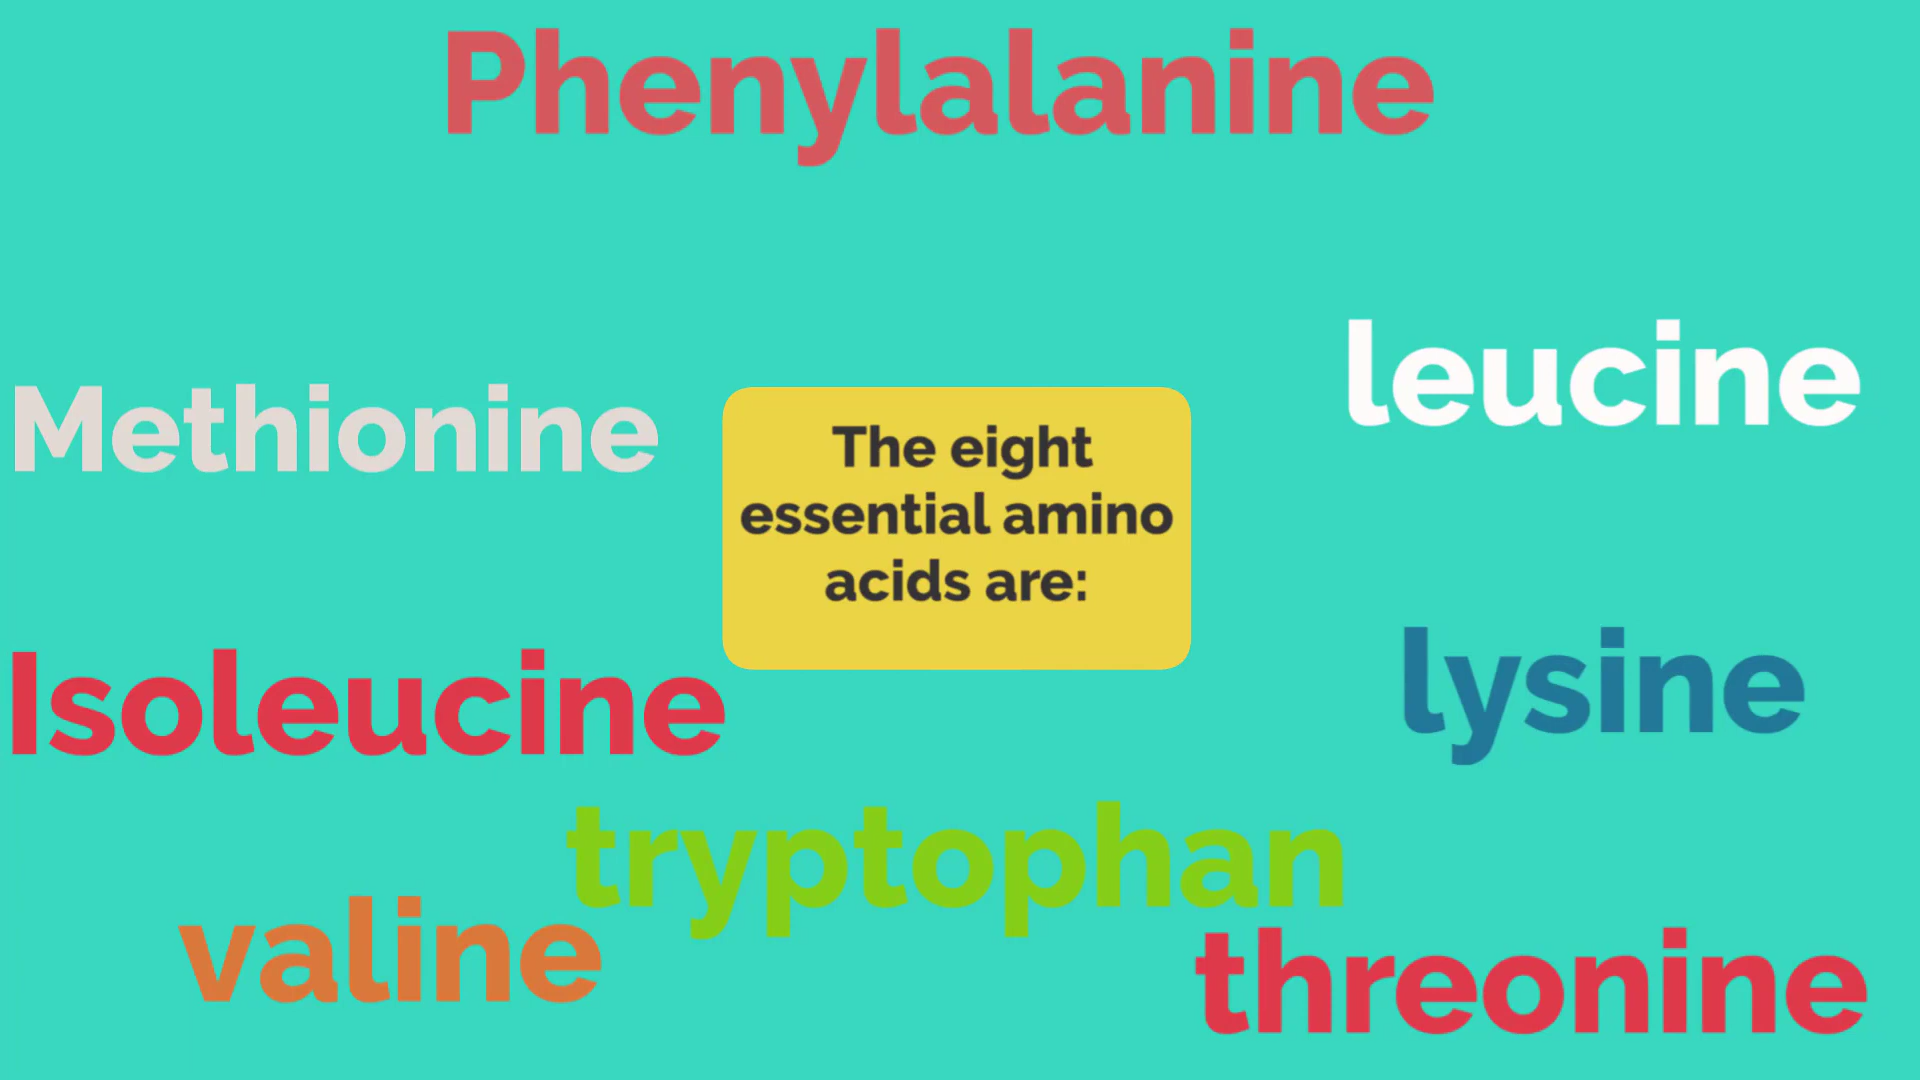 Phenylalanine
leucine
Methionine
The eight
essential amino
acids are:
Isoleucine
lysine
tryptophan
valine
threonine